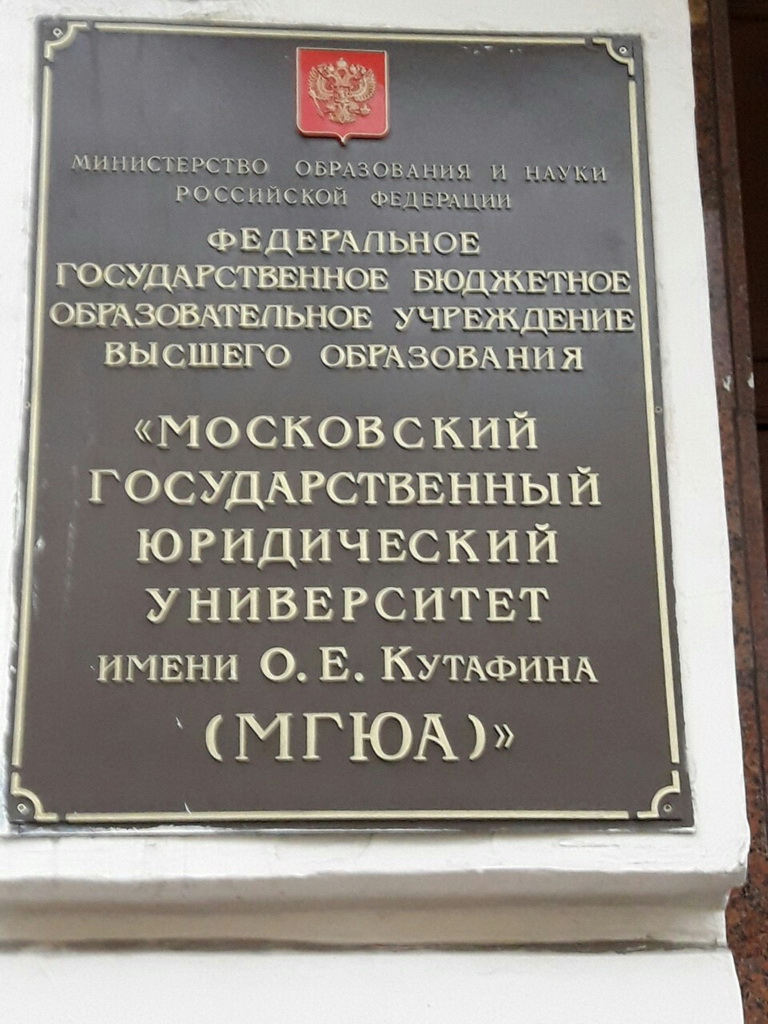 МИНИСТЕРСТВО ОБРАЗОВАНИЯ И НАУКИ
РОССИЙСКОЙ ФЕДЕРАЦИИ
ФЕДЕРАЛЬНОЕ
ГОСУДАРСТВЕННОЕ БЮДЖЕТНОЕ
ОБРАЗОВАТЕЛЬНОЕ УЧРЕЖДЕНИЕ
ВЫСШЕГО ОБРАЗОВАНИЯ
«МОСКОВСКИЙ
ГОСУДАРСТВЕННЫЙ
ЮРИДИЧЕСКИЙ
УНИВЕРСИТЕТ
ИМЕНИ О. Е. КУТАФИНА
(МГЮА)»